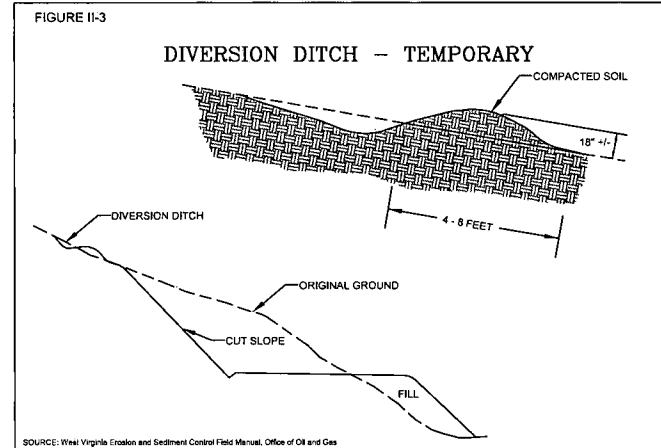 FIGURE II-3
DIVERSION DITCH - TEMPORARY
COMPACTED SOIL
18" +/-
4 - 8 FEET
DIVERSION DITCH
ORIGINAL GROUND
CUT SLOPE
FILL
SOURCE: West Virginia Erosion and Sediment Control Field Manual, Office of Oil and Gas